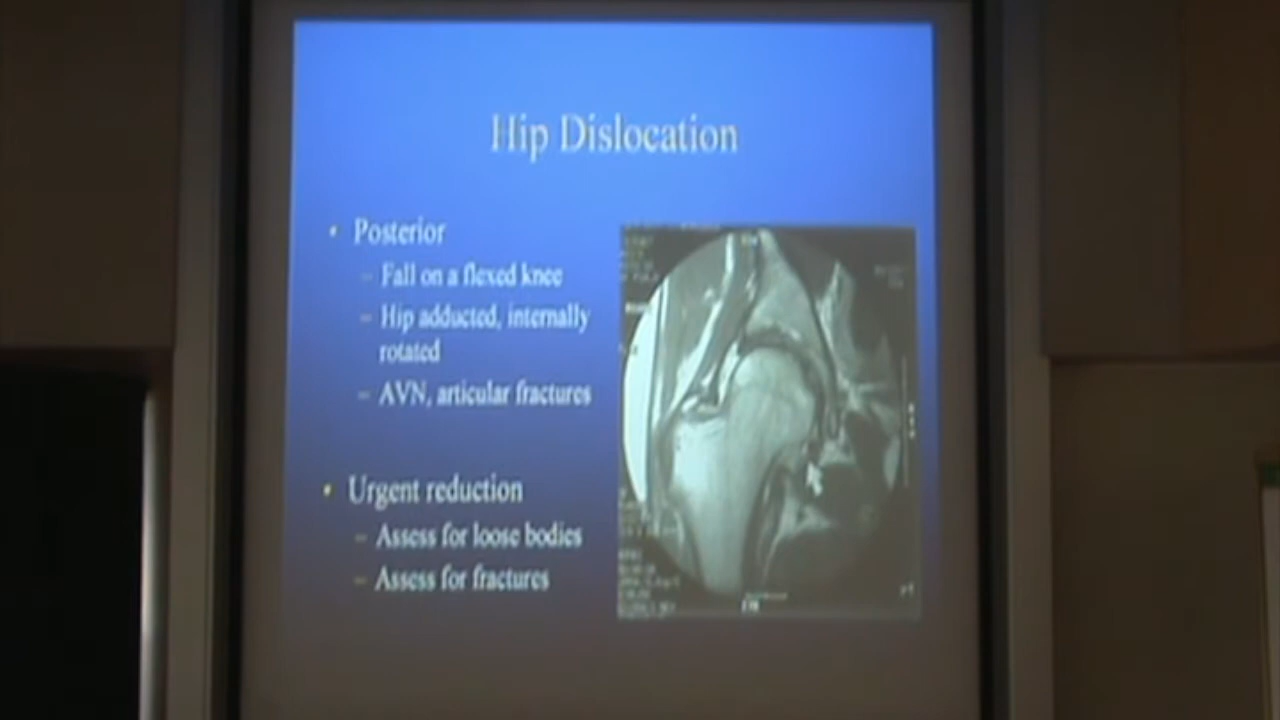 Hip Dislocation
• Posterior
– Fall on a flexed knee
– Hip adducted, internally
rotated
– AVN, articular fractures
• Urgent reduction
– Assess for loose bodies
– Assess for fractures